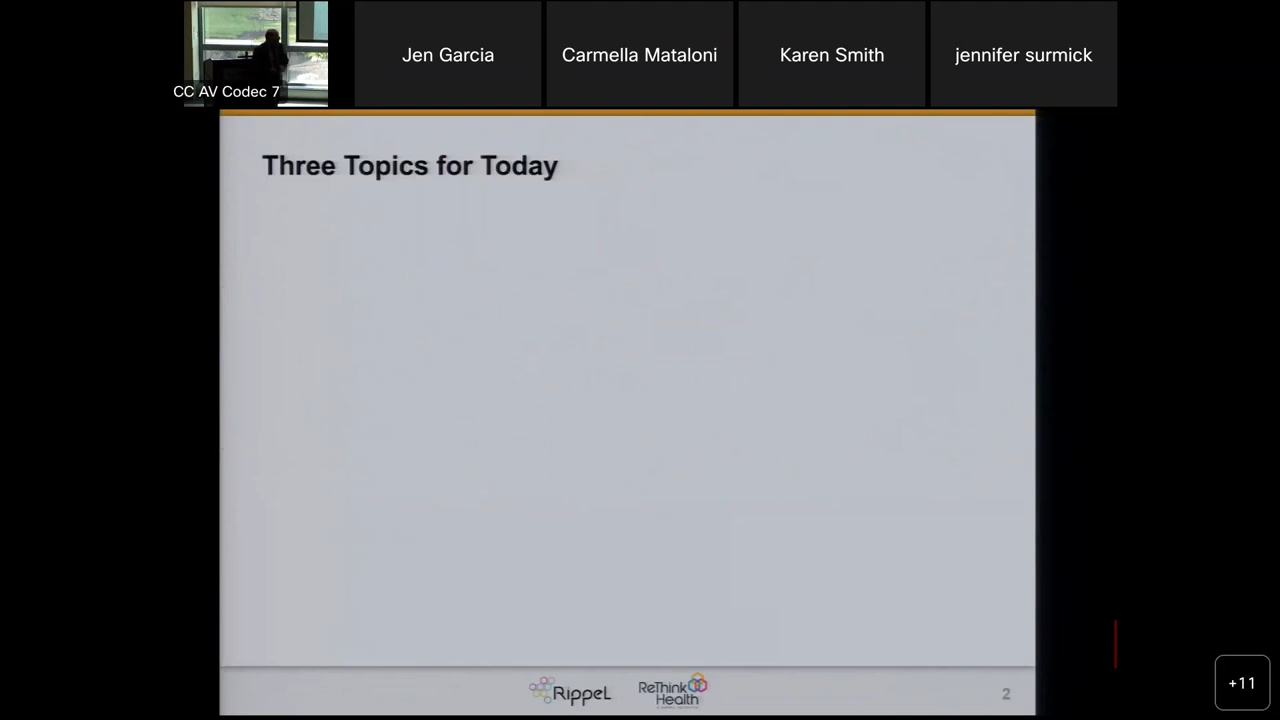 CC AV Codec 7
Jen Garcia
Carmella Mataloni
Karen Smith
jennifer surmick
Three Topics for Today
Rippel
ReThink
Health
2
+11